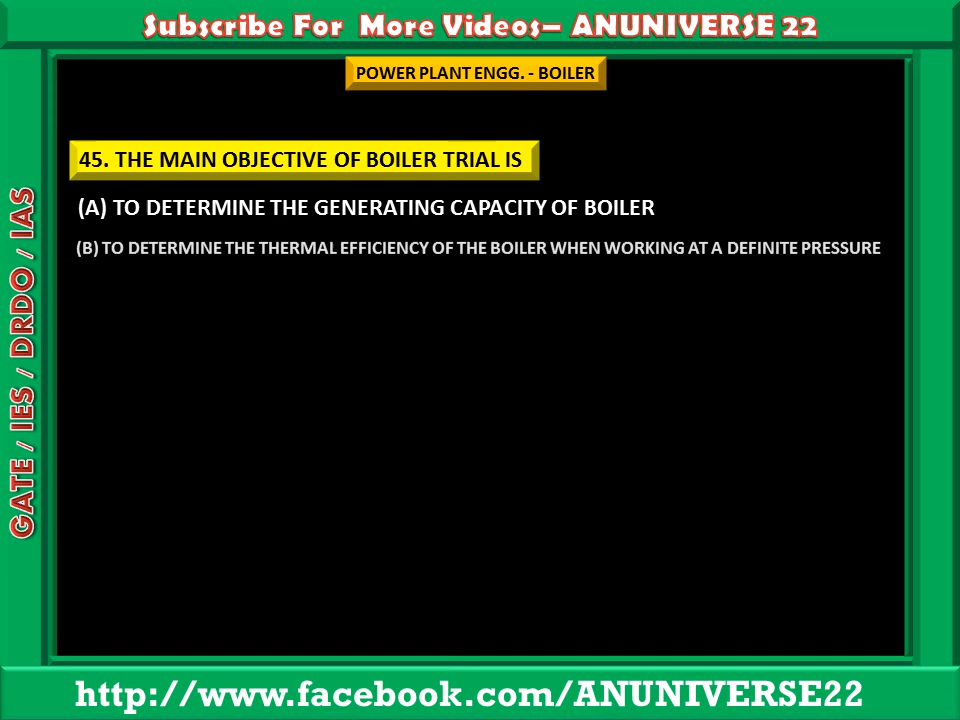 Subscribe For More Videos– ANUNIVERSE 22
POWER PLANT ENGG. - BOILER
45. THE MAIN OBJECTIVE OF BOILER TRIAL IS
(A) TO DETERMINE THE GENERATING CAPACITY OF BOILER
(B) TO DETERMINE THE THERMAL EFFICIENCY OF THE BOILER WHEN WORKING AT A DEFINITE PRESSURE
GATE / IES / DRDO / IAS
http://www.facebook.com/ANUNIVERSE22